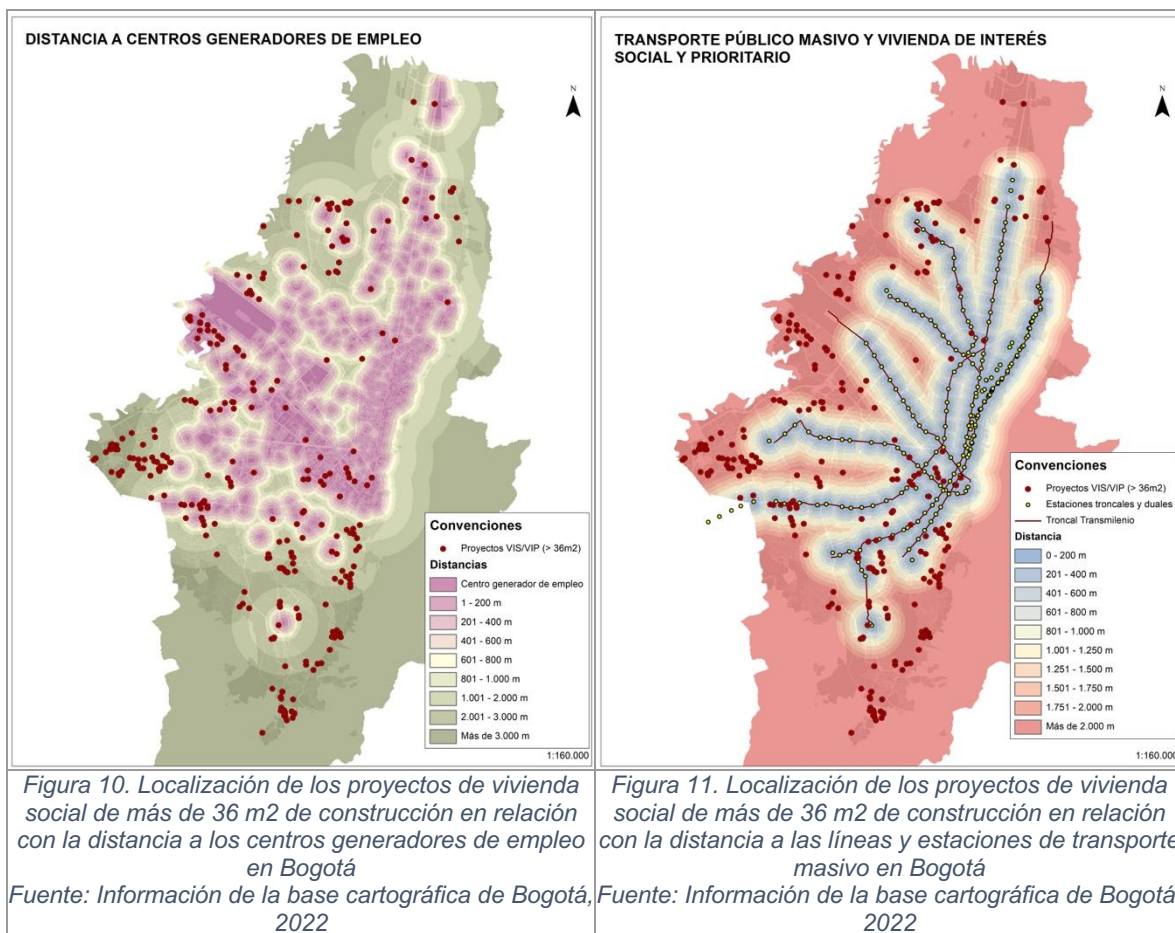 DISTANCIA A CENTROS GENERADORES DE EMPLEO
N
Convenciones
Proyectos VIS/VIP (> 36m2)
Distancias
Centro generador de empleo
1 - 200 m
201 - 400 m
401 - 600 m
601 - 800 m
801 - 1.000 m
1.001 - 2.000 m
2.001 - 3.000 m
Más de 3.000 m
1:160.000
Figura 10. Localización de los proyectos de vivienda
social de más de 36 m2 de construcción en relación
con la distancia a los centros generadores de empleo
en Bogotá
Fuente: Información de la base cartográfica de Bogotá,
2022
TRANSPORTE PÚBLICO MASIVO Y VIVIENDA DE INTERÉS
SOCIAL Y PRIORITARIO
N
Convenciones
Proyectos VIS/VIP (> 36m2)
Estaciones troncales y duales
Troncal Transmilenio
Distancia
0 - 200 m
201 - 400 m
401 - 600 m
601 - 800 m
801 - 1.000 m
1.001 - 1.250 m
1.251 - 1.500 m
1.501 - 1.750 m
1.751 - 2.000 m
Más de 2.000 m
1:160.000
Figura 11. Localización de los proyectos de vivienda
social de más de 36 m2 de construcción en relación
con la distancia a las líneas y estaciones de transporte
masivo en Bogotá
Fuente: Información de la base cartográfica de Bogotá
2022